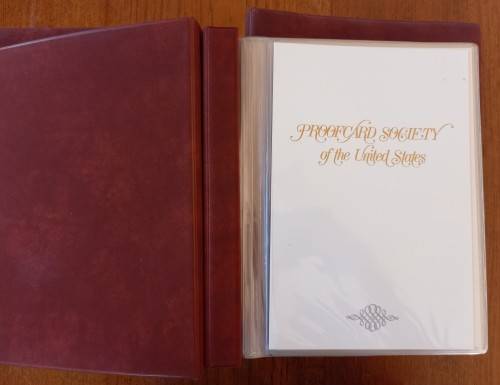 PROOFCARD SOCIETY
of the United States